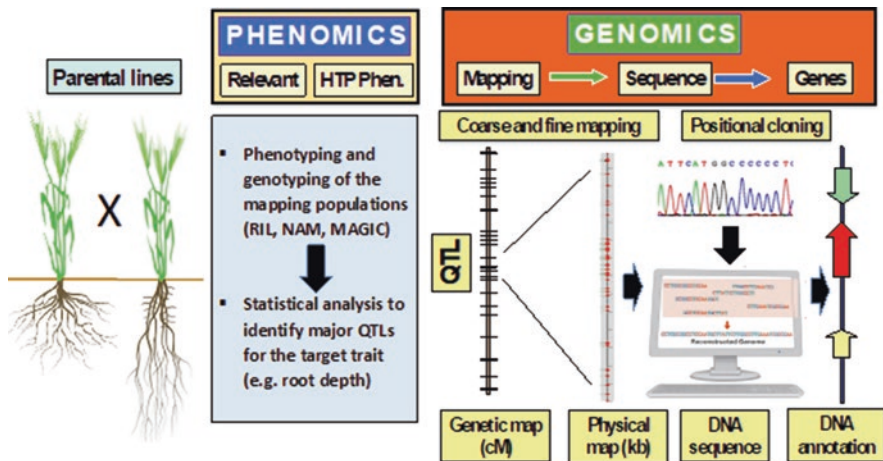 Parental lines
X
PHENOMICS
Relevant
HTP Phen.
▪ Phenotyping and
genotyping of the
mapping populations
(RIL, NAM, MAGIC)
▪ Statistical analysis to
identify major QTLs
for the target trait
(e.g. root depth)
GENOMICS
Mapping
Sequence
Genes
Coarse and fine mapping
Positional cloning
A T T C A T G G C C C C C C T C
QTL
Reconstructed Genome
Genetic map
(cM)
Physical
map (kb)
DNA
sequence
DNA
annotation